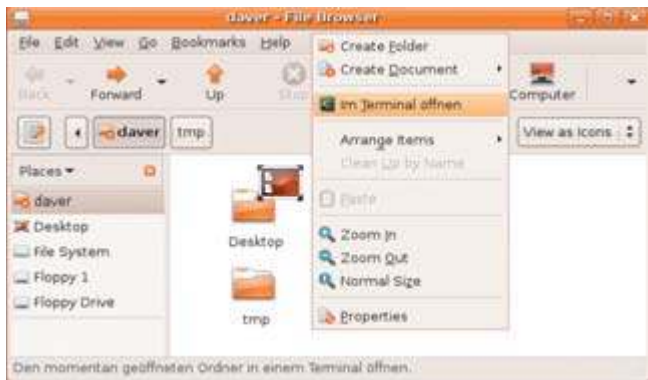 daver - File Browser
File Edit View Go Bookmarks Help
Back Forward Up Stop Computer
daver tmp View as Icons
Places
daver
Desktop
File System
Floppy 1
Floppy Drive
Desktop
tmp
Create Folder
Create Document
Im Terminal öffnen
Arrange Items
Clean Up by Name
Paste
Zoom In
Zoom Out
Normal Size
Properties
Den momentan geöffneten Ordner in einem Terminal öffnen.